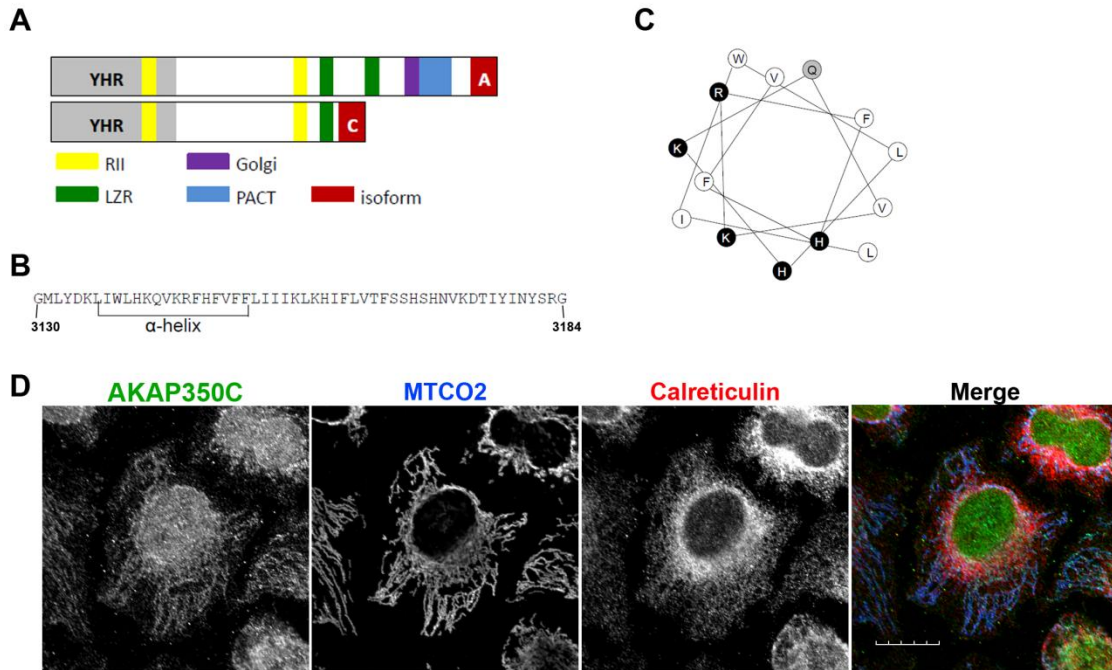 A
YHR
A
YHR
C
RII
Golgi
LZR
PACT
isoform
B
GMLYDKLIWLHKQVKRFHFVFFLIIIKLKHIFLVTFSSHSHNVKDTIYINYSRG
3130
α-helix
3184
C
W
V
Q
R
F
K
L
F
V
I
K
H
H
L
D
AKAP350C
MTCO2
Calreticulin
Merge